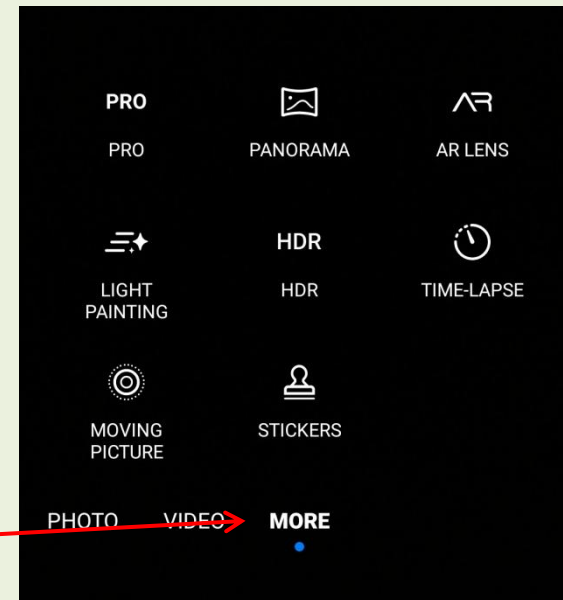 PRO
PRO PANORAMA AR LENS
HDR
LIGHT PAINTING HDR TIME-LAPSE
MOVING PICTURE STICKERS
PHOTO VIDEO MORE